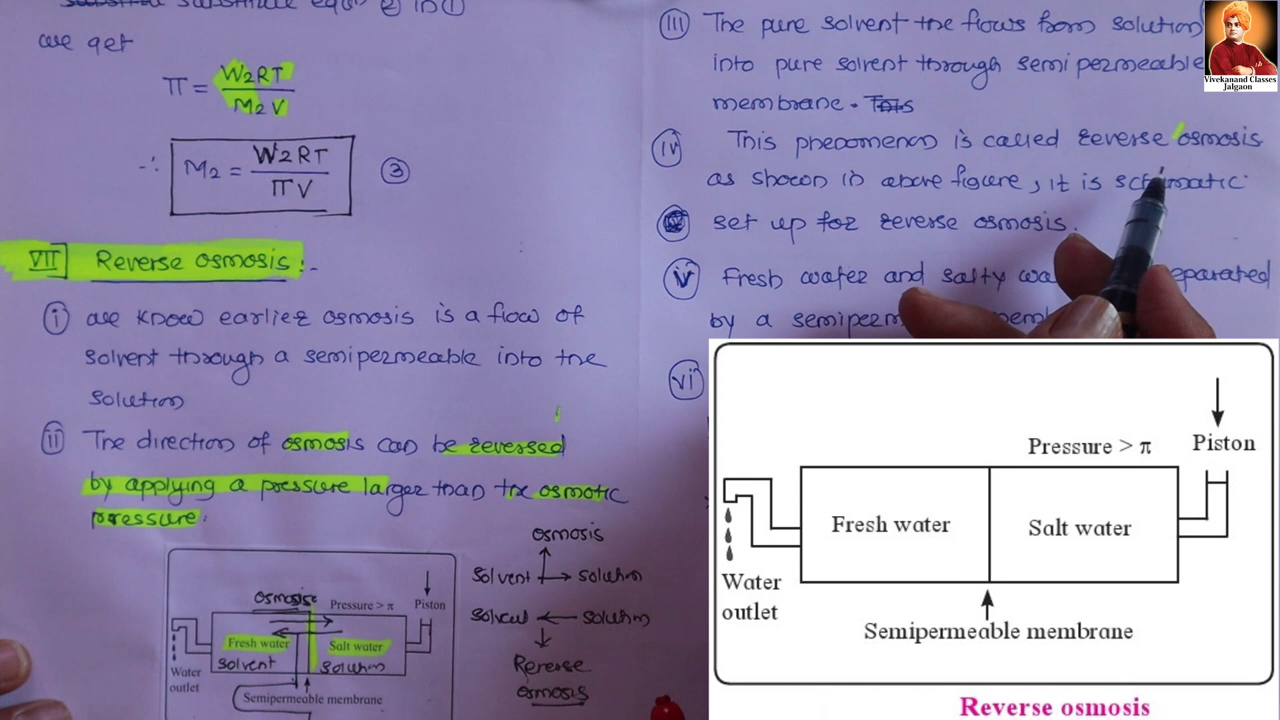 substitute equn 2 in ①
we get
π = W2RT / M2V
∴ M2 = W2RT / πV ③
VII] Reverse osmosis :-
i we know earlier osmosis is a flow of
solvent through a semipermeable into the
solution
ii The direction of osmosis can be reversed
by applying a pressure larger than the osmotic
pressure.
osmosis
Solvent → solution
Solvent ← solution
Reverse
osmosis
osmosis
Pressure > π
Piston
Fresh water
Salt water
solvent
solution
Water
outlet
Semipermeable membrane
iii The pure solvent the flows from solution
into pure solvent through semipermeable
membrane.
iv This phenomenon is called reverse osmosis
as shown in above figure, it is schematic
set up for reverse osmosis.
v Fresh water and salty
by a
vi
Vivekanand Classes
Jalgaon
Pressure > π
Piston
Fresh water
Salt water
Water
outlet
Semipermeable membrane
Reverse osmosis